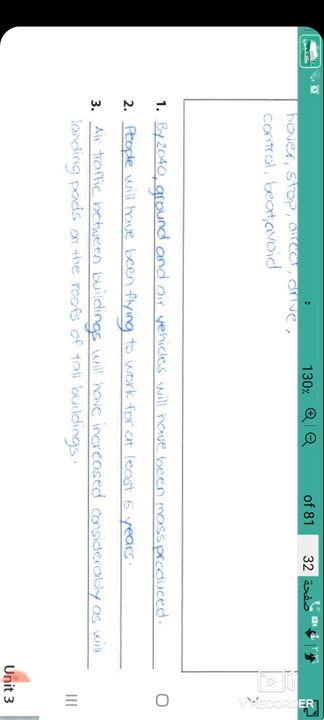 130%
of 81
32
صفحة
hover, stop, direct, drive,
control, beat, avoid
1. By 2040, ground and air vehicles will have been mass produced.
2. People will have been flying to work for at least 5 years.
3. Air traffic between buildings will have increased considerably as will
landing pads on the roofs of tall buildings.
Unit 3
V RECORDER